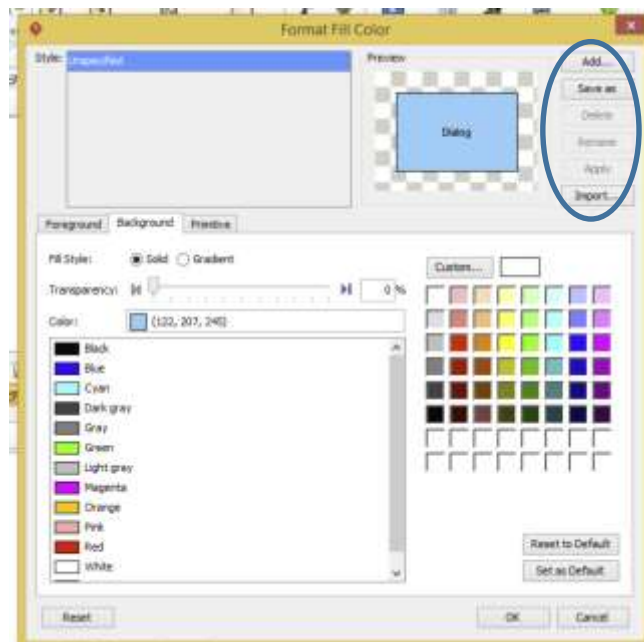 Format Fill Color
Style:
Unspecified
Preview
Dialog
Add...
Save as
Delete
Rename
Apply
Import...
Foreground Background Primitive
Fill Style: Solid Gradient
Transparency: 0 %
Color: (122, 207, 245)
Custom...
Black
Blue
Cyan
Dark gray
Gray
Green
Light gray
Magenta
Orange
Pink
Red
White
Reset to Default
Set as Default
Reset OK Cancel